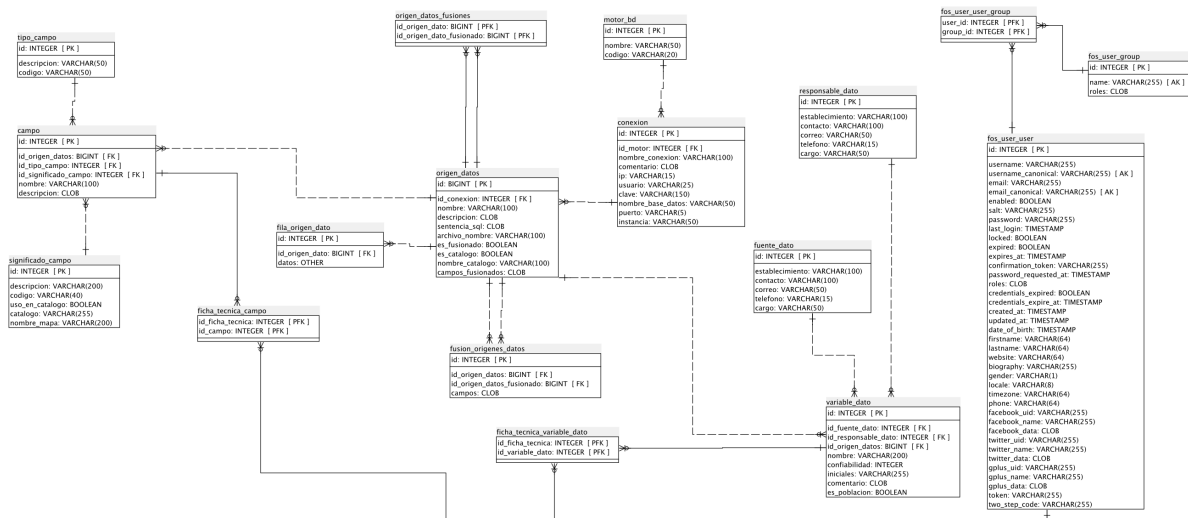 tipo_campo
id: INTEGER [ PK ]
descripcion: VARCHAR(50)
codigo: VARCHAR(50)
campo
id: INTEGER [ PK ]
id_origen_datos: BIGINT [ FK ]
id_tipo_campo: INTEGER [ FK ]
id_significado_campo: INTEGER [ FK ]
nombre: VARCHAR(100)
descripcion: CLOB
significado_campo
id: INTEGER [ PK ]
descripcion: VARCHAR(200)
codigo: VARCHAR(40)
uso_en_catalogo: BOOLEAN
catalogo: VARCHAR(255)
nombre_mapa: VARCHAR(200)
ficha_tecnica_campo
id_ficha_tecnica: INTEGER [ PFK ]
id_campo: INTEGER [ PFK ]
fila_origen_dato
id: INTEGER [ PK ]
id_origen_dato: BIGINT [ FK ]
datos: OTHER
origen_datos_fusiones
id_origen_dato: BIGINT [ PFK ]
id_origen_dato_fusionado: BIGINT [ PFK ]
origen_datos
id: BIGINT [ PK ]
id_conexion: INTEGER [ FK ]
nombre: VARCHAR(100)
descripcion: CLOB
sentencia_sql: CLOB
archivo_nombre: VARCHAR(100)
es_fusionado: BOOLEAN
es_catalogo: BOOLEAN
nombre_catalogo: VARCHAR(100)
campos_fusionados: CLOB
fusion_origenes_datos
id: INTEGER [ PK ]
id_origen_datos: BIGINT [ FK ]
id_origen_datos_fusionado: BIGINT [ FK ]
campos: CLOB
ficha_tecnica_variable_dato
id_ficha_tecnica: INTEGER [ PFK ]
id_variable_dato: INTEGER [ PFK ]
motor_bd
id: INTEGER [ PK ]
nombre: VARCHAR(50)
codigo: VARCHAR(20)
conexion
id: INTEGER [ PK ]
id_motor: INTEGER [ FK ]
nombre_conexion: VARCHAR(100)
comentario: CLOB
ip: VARCHAR(15)
usuario: VARCHAR(25)
clave: VARCHAR(150)
nombre_base_datos: VARCHAR(50)
puerto: VARCHAR(5)
instancia: VARCHAR(50)
responsable_dato
id: INTEGER [ PK ]
establecimiento: VARCHAR(100)
contacto: VARCHAR(100)
correo: VARCHAR(50)
telefono: VARCHAR(15)
cargo: VARCHAR(50)
fuente_dato
id: INTEGER [ PK ]
establecimiento: VARCHAR(100)
contacto: VARCHAR(100)
correo: VARCHAR(50)
telefono: VARCHAR(15)
cargo: VARCHAR(50)
variable_dato
id: INTEGER [ PK ]
id_fuente_dato: INTEGER [ FK ]
id_responsable_dato: INTEGER [ FK ]
id_origen_datos: BIGINT [ FK ]
nombre: VARCHAR(200)
confiabilidad: INTEGER
iniciales: VARCHAR(255)
comentario: CLOB
es_poblacion: BOOLEAN
fos_user_user_group
user_id: INTEGER [ PFK ]
group_id: INTEGER [ PFK ]
fos_user_group
id: INTEGER [ PK ]
name: VARCHAR(255) [ AK ]
roles: CLOB
fos_user_user
id: INTEGER [ PK ]
username: VARCHAR(255)
username_canonical: VARCHAR(255) [ AK ]
email: VARCHAR(255)
email_canonical: VARCHAR(255) [ AK ]
enabled: BOOLEAN
salt: VARCHAR(255)
password: VARCHAR(255)
last_login: TIMESTAMP
locked: BOOLEAN
expired: BOOLEAN
expires_at: TIMESTAMP
confirmation_token: VARCHAR(255)
password_requested_at: TIMESTAMP
roles: CLOB
credentials_expired: BOOLEAN
credentials_expire_at: TIMESTAMP
created_at: TIMESTAMP
updated_at: TIMESTAMP
date_of_birth: TIMESTAMP
firstname: VARCHAR(64)
lastname: VARCHAR(64)
website: VARCHAR(64)
biography: VARCHAR(255)
gender: VARCHAR(1)
locale: VARCHAR(8)
timezone: VARCHAR(64)
phone: VARCHAR(64)
facebook_uid: VARCHAR(255)
facebook_name: VARCHAR(255)
facebook_data: CLOB
twitter_uid: VARCHAR(255)
twitter_name: VARCHAR(255)
twitter_data: CLOB
gplus_uid: VARCHAR(255)
gplus_name: VARCHAR(255)
gplus_data: CLOB
token: VARCHAR(255)
two_step_code: VARCHAR(255)